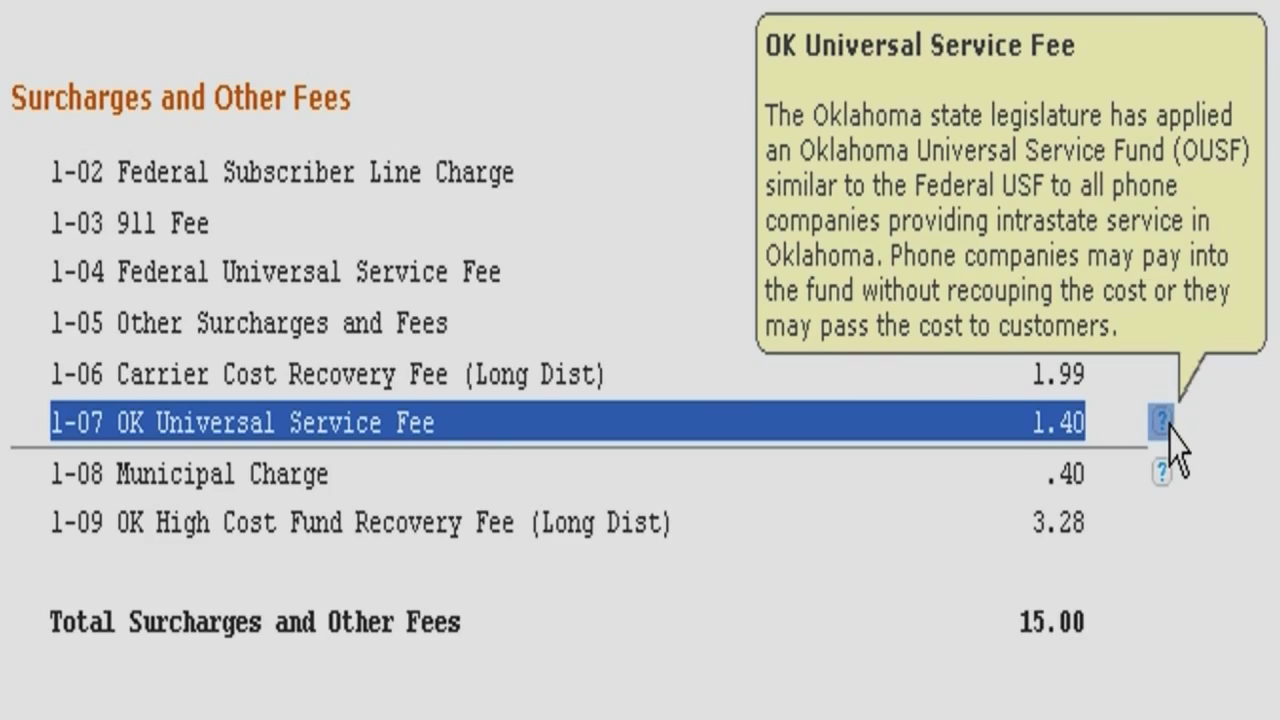 OK Universal Service Fee
The Oklahoma state legislature has applied
an Oklahoma Universal Service Fund (OUSF)
similar to the Federal USF to all phone
companies providing intrastate service in
Oklahoma. Phone companies may pay into
the fund without recouping the cost or they
may pass the cost to customers.
Surcharges and Other Fees
1-02 Federal Subscriber Line Charge
1-03 911 Fee
1-04 Federal Universal Service Fee
1-05 Other Surcharges and Fees
1-06 Carrier Cost Recovery Fee (Long Dist) 1.99
1-07 OK Universal Service Fee 1.40 ?
1-08 Municipal Charge .40 ?
1-09 OK High Cost Fund Recovery Fee (Long Dist) 3.28
Total Surcharges and Other Fees 15.00